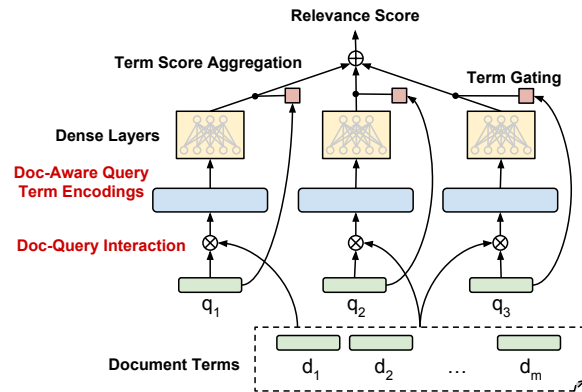 Relevance Score
Term Score Aggregation
Term Gating
Dense Layers
Doc-Aware Query
Term Encodings
Doc-Query Interaction
q1 q2 q3
Document Terms
d1 d2 … dm